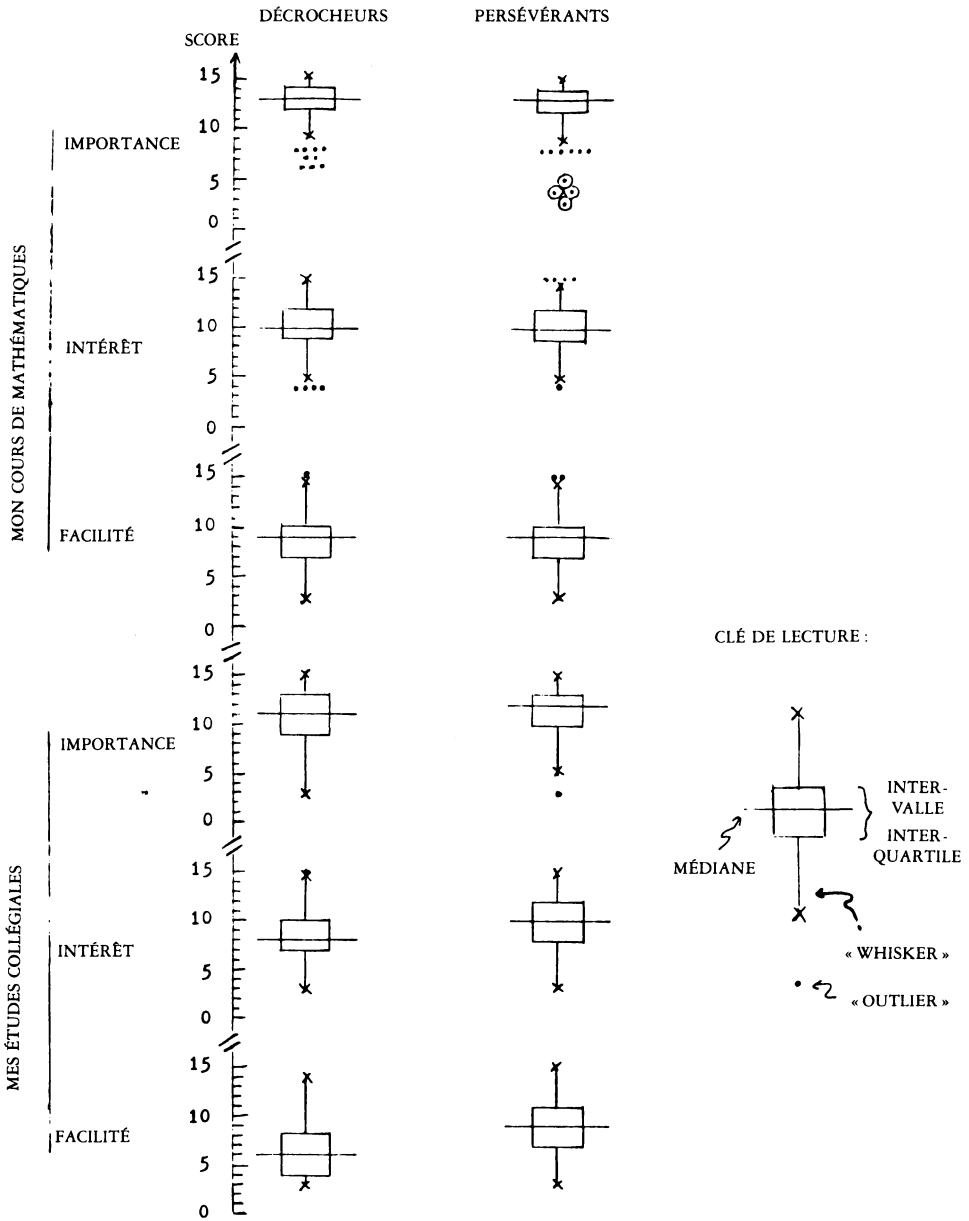 DÉCROCHEURS
PERSÉVÉRANTS
SCORE
MON COURS DE MATHÉMATIQUES
IMPORTANCE
15
10
5
0
INTÉRÊT
15
10
5
0
FACILITÉ
15
10
5
0
MES ÉTUDES COLLÉGIALES
IMPORTANCE
15
10
5
0
INTÉRÊT
15
10
5
0
FACILITÉ
15
10
5
0
CLÉ DE LECTURE :
INTER-
VALLE
INTER-
QUARTILE
MÉDIANE
« WHISKER »
« OUTLIER »